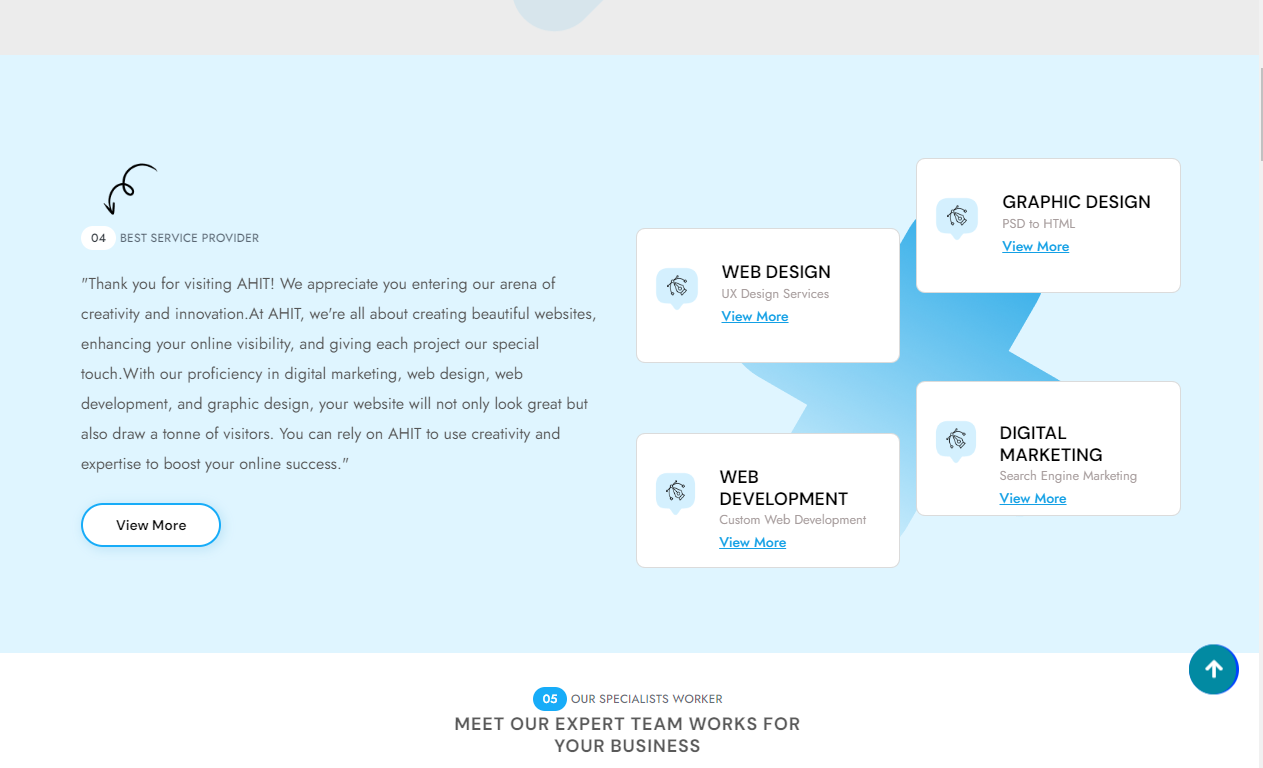 04 BEST SERVICE PROVIDER
"Thank you for visiting AHIT! We appreciate you entering our arena of
creativity and innovation.At AHIT, we're all about creating beautiful websites,
enhancing your online visibility, and giving each project our special
touch.With our proficiency in digital marketing, web design, web
development, and graphic design, your website will not only look great but
also draw a tonne of visitors. You can rely on AHIT to use creativity and
expertise to boost your online success."
View More
WEB DESIGN
UX Design Services
View More
GRAPHIC DESIGN
PSD to HTML
View More
WEB
DEVELOPMENT
Custom Web Development
View More
DIGITAL
MARKETING
Search Engine Marketing
View More
05 OUR SPECIALISTS WORKER
MEET OUR EXPERT TEAM WORKS FOR
YOUR BUSINESS